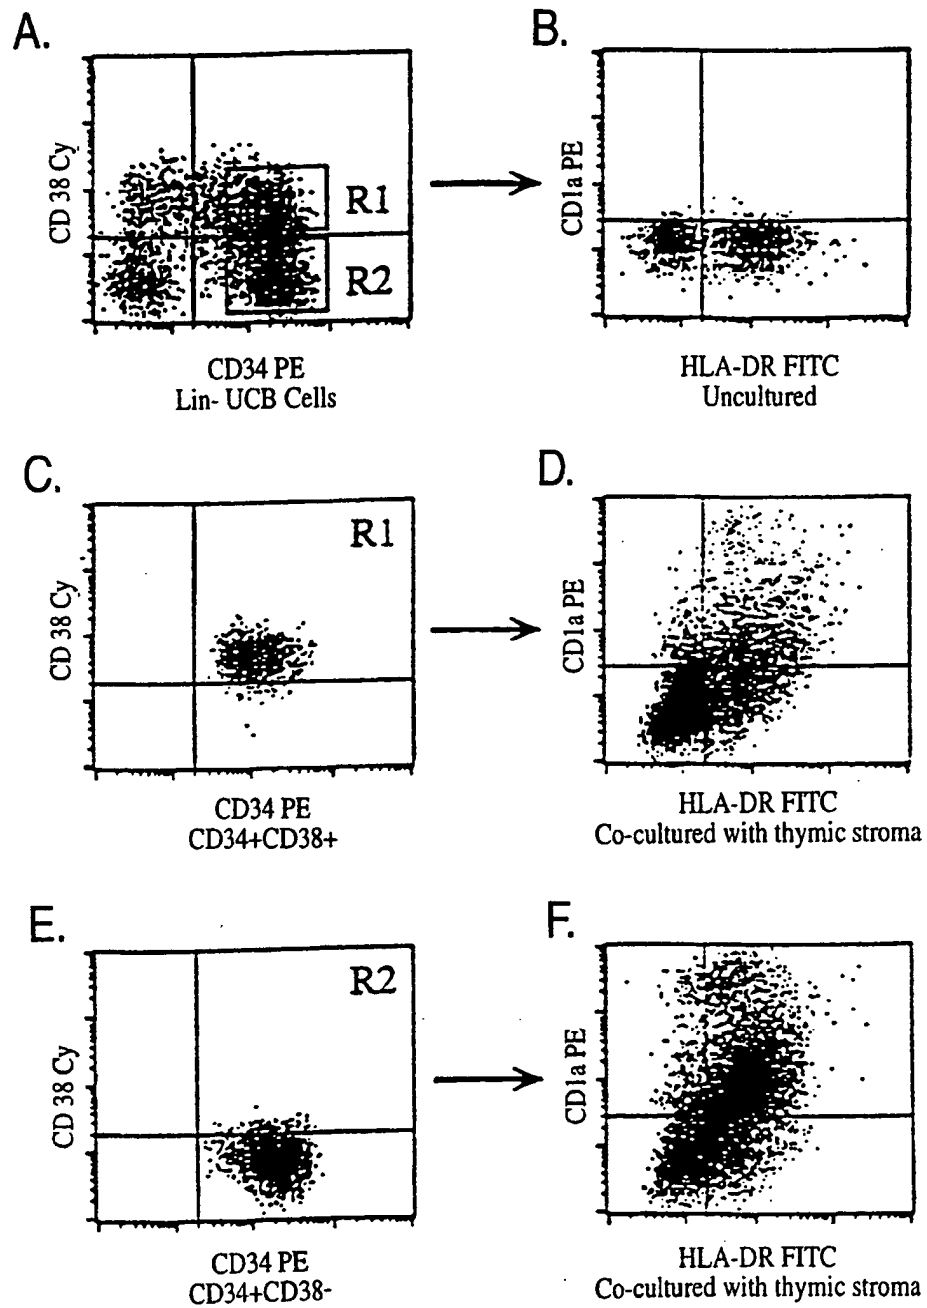 A.
CD 38 Cy
R1
R2
CD34 PE
Lin- UCB Cells
B.
CD1a PE
HLA-DR FITC
Uncultured
C.
CD 38 Cy
R1
CD34 PE
CD34+CD38+
D.
CD1a PE
HLA-DR FITC
Co-cultured with thymic stroma
E.
CD 38 Cy
R2
CD34 PE
CD34+CD38-
F.
CD1a PE
HLA-DR FITC
Co-cultured with thymic stroma